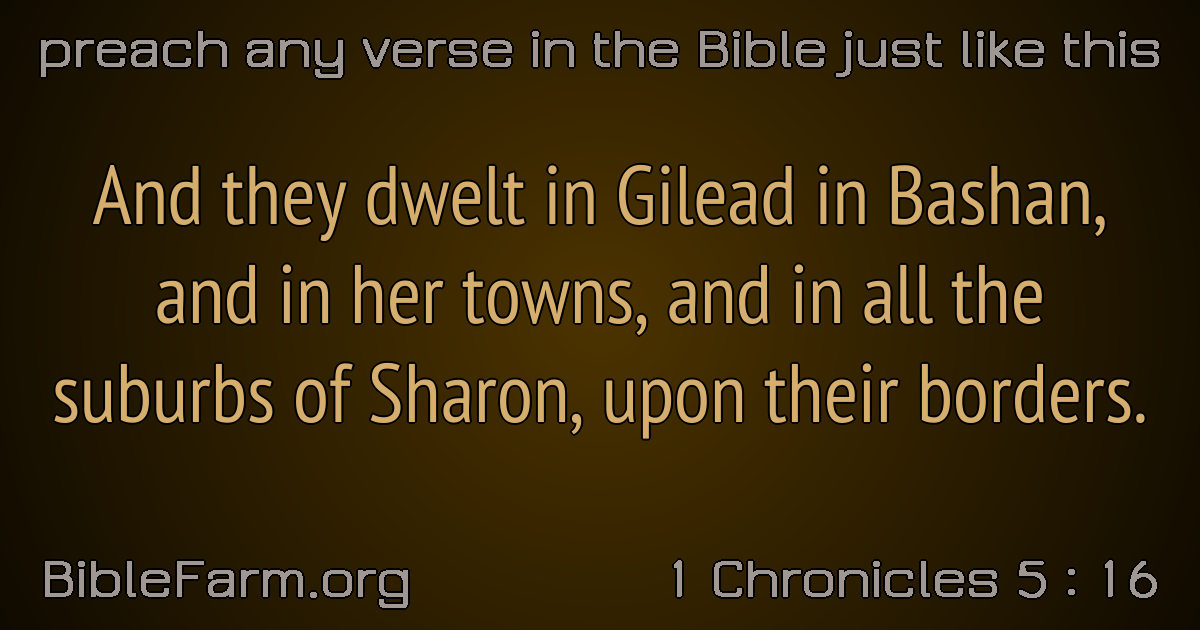 preach any verse in the Bible just like this
And they dwelt in Gilead in Bashan,
and in her towns, and in all the
suburbs of Sharon, upon their borders.
BibleFarm.org
1 Chronicles 5 : 16